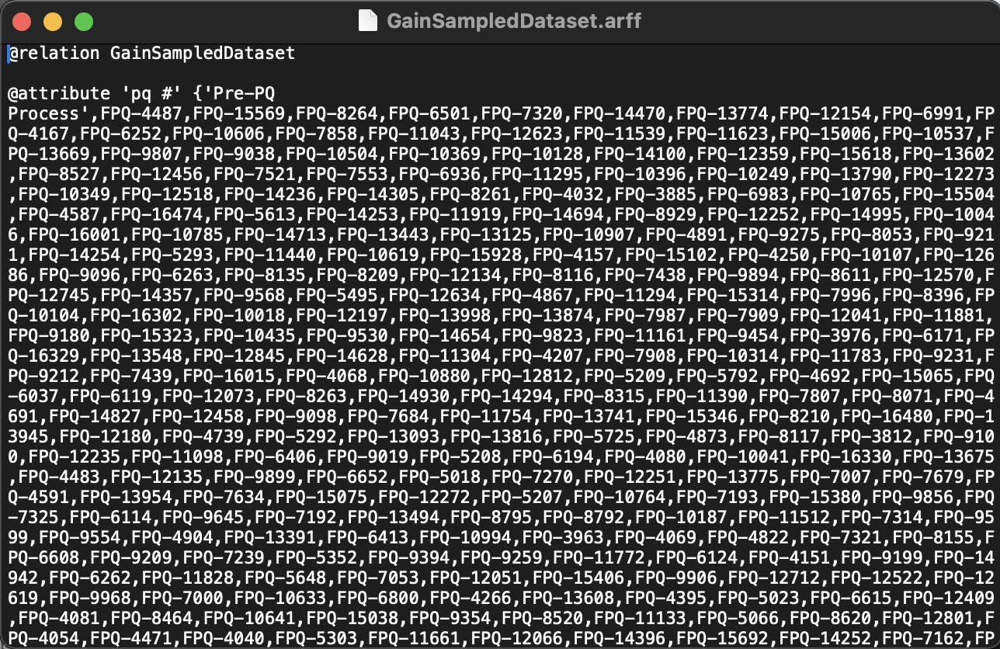 GainSampledDataset.arff
@relation GainSampledDataset
@attribute 'pq #' {'Pre-PQ
Process',FPQ-4487,FPQ-15569,FPQ-8264,FPQ-6501,FPQ-7320,FPQ-14470,FPQ-13774,FPQ-12154,FPQ-6991,FP
Q-4167,FPQ-6252,FPQ-10606,FPQ-7858,FPQ-11043,FPQ-12623,FPQ-11539,FPQ-11623,FPQ-15006,FPQ-10537,F
PQ-13669,FPQ-9807,FPQ-9038,FPQ-10504,FPQ-10369,FPQ-10128,FPQ-14100,FPQ-12359,FPQ-15618,FPQ-13602
,FPQ-8527,FPQ-12456,FPQ-7521,FPQ-7553,FPQ-6936,FPQ-11295,FPQ-10396,FPQ-10249,FPQ-13790,FPQ-12273
,FPQ-10349,FPQ-12518,FPQ-14236,FPQ-14305,FPQ-8261,FPQ-4032,FPQ-3885,FPQ-6983,FPQ-10765,FPQ-15504
,FPQ-4587,FPQ-16474,FPQ-5613,FPQ-14253,FPQ-11919,FPQ-14694,FPQ-8929,FPQ-12252,FPQ-14995,FPQ-1004
6,FPQ-16001,FPQ-10785,FPQ-14713,FPQ-13443,FPQ-13125,FPQ-10907,FPQ-4891,FPQ-9275,FPQ-8053,FPQ-921
1,FPQ-14254,FPQ-5293,FPQ-11440,FPQ-10619,FPQ-15928,FPQ-4157,FPQ-15102,FPQ-4250,FPQ-10107,FPQ-126
86,FPQ-9096,FPQ-6263,FPQ-8135,FPQ-8209,FPQ-12134,FPQ-8116,FPQ-7438,FPQ-9894,FPQ-8611,FPQ-12570,F
PQ-12745,FPQ-14357,FPQ-9568,FPQ-5495,FPQ-12634,FPQ-4867,FPQ-11294,FPQ-15314,FPQ-7996,FPQ-8396,FP
Q-10104,FPQ-16302,FPQ-10018,FPQ-12197,FPQ-13998,FPQ-13874,FPQ-7987,FPQ-7909,FPQ-12041,FPQ-11881,
FPQ-9180,FPQ-15323,FPQ-10435,FPQ-9530,FPQ-14654,FPQ-9823,FPQ-11161,FPQ-9454,FPQ-3976,FPQ-6171,FP
Q-16329,FPQ-13548,FPQ-12845,FPQ-14628,FPQ-11304,FPQ-4207,FPQ-7908,FPQ-10314,FPQ-11783,FPQ-9231,F
PQ-9212,FPQ-7439,FPQ-16015,FPQ-4068,FPQ-10880,FPQ-12812,FPQ-5209,FPQ-5792,FPQ-4692,FPQ-15065,FPQ
-6037,FPQ-6119,FPQ-12073,FPQ-8263,FPQ-14930,FPQ-14294,FPQ-8315,FPQ-11390,FPQ-7807,FPQ-8071,FPQ-4
691,FPQ-14827,FPQ-12458,FPQ-9098,FPQ-7684,FPQ-11754,FPQ-13741,FPQ-15346,FPQ-8210,FPQ-16480,FPQ-1
3945,FPQ-12180,FPQ-4739,FPQ-5292,FPQ-13093,FPQ-13816,FPQ-5725,FPQ-4873,FPQ-8117,FPQ-3812,FPQ-910
0,FPQ-12235,FPQ-11098,FPQ-6406,FPQ-9019,FPQ-5208,FPQ-6194,FPQ-4080,FPQ-10041,FPQ-16330,FPQ-13675
,FPQ-4483,FPQ-12135,FPQ-9899,FPQ-6652,FPQ-5018,FPQ-7270,FPQ-12251,FPQ-13775,FPQ-7007,FPQ-7679,FP
Q-4591,FPQ-13954,FPQ-7634,FPQ-15075,FPQ-12272,FPQ-5207,FPQ-10764,FPQ-7193,FPQ-15380,FPQ-9856,FPQ
-7325,FPQ-6114,FPQ-9645,FPQ-7192,FPQ-13494,FPQ-8795,FPQ-8792,FPQ-10187,FPQ-11512,FPQ-7314,FPQ-95
99,FPQ-9554,FPQ-4904,FPQ-13391,FPQ-6413,FPQ-10994,FPQ-3963,FPQ-4069,FPQ-4822,FPQ-7321,FPQ-8155,F
PQ-6608,FPQ-9209,FPQ-7239,FPQ-5352,FPQ-9394,FPQ-9259,FPQ-11772,FPQ-6124,FPQ-4151,FPQ-9199,FPQ-14
942,FPQ-6262,FPQ-11828,FPQ-5648,FPQ-7053,FPQ-12051,FPQ-15406,FPQ-9906,FPQ-12712,FPQ-12522,FPQ-12
619,FPQ-9968,FPQ-7000,FPQ-10633,FPQ-6800,FPQ-4266,FPQ-13608,FPQ-4395,FPQ-5023,FPQ-6615,FPQ-12409
,FPQ-4081,FPQ-8464,FPQ-10641,FPQ-15038,FPQ-9354,FPQ-8520,FPQ-11133,FPQ-5066,FPQ-8620,FPQ-12801,F
PQ-4054,FPQ-4471,FPQ-4040,FPQ-5303,FPQ-11661,FPQ-12066,FPQ-14396,FPQ-15692,FPQ-14252,FPQ-7162,FP